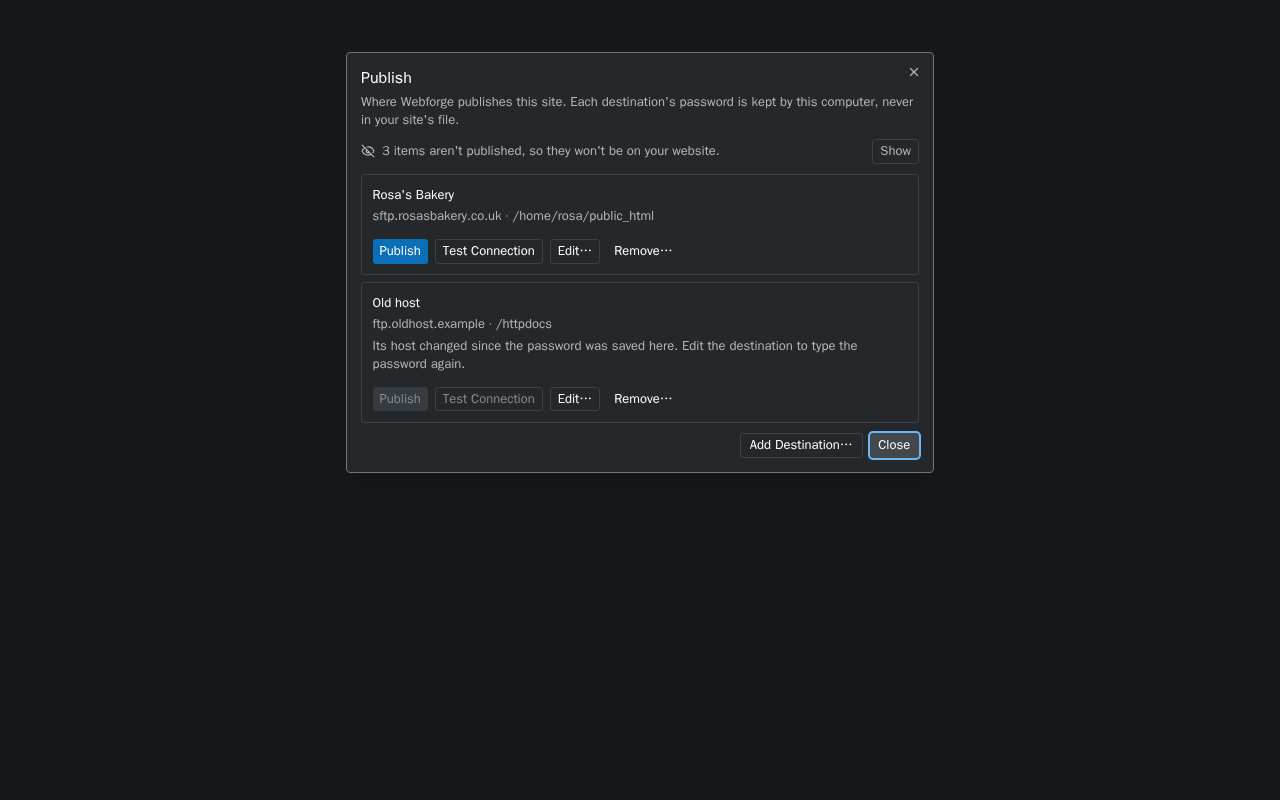 Publish
Where Webforge publishes this site. Each destination's password is kept by this computer, never
in your site's file.
3 items aren't published, so they won't be on your website.
Show
Rosa's Bakery
sftp.rosasbakery.co.uk · /home/rosa/public_html
Publish
Test Connection
Edit…
Remove…
Old host
ftp.oldhost.example · /httpdocs
Its host changed since the password was saved here. Edit the destination to type the
password again.
Publish
Test Connection
Edit…
Remove…
Add Destination…
Close